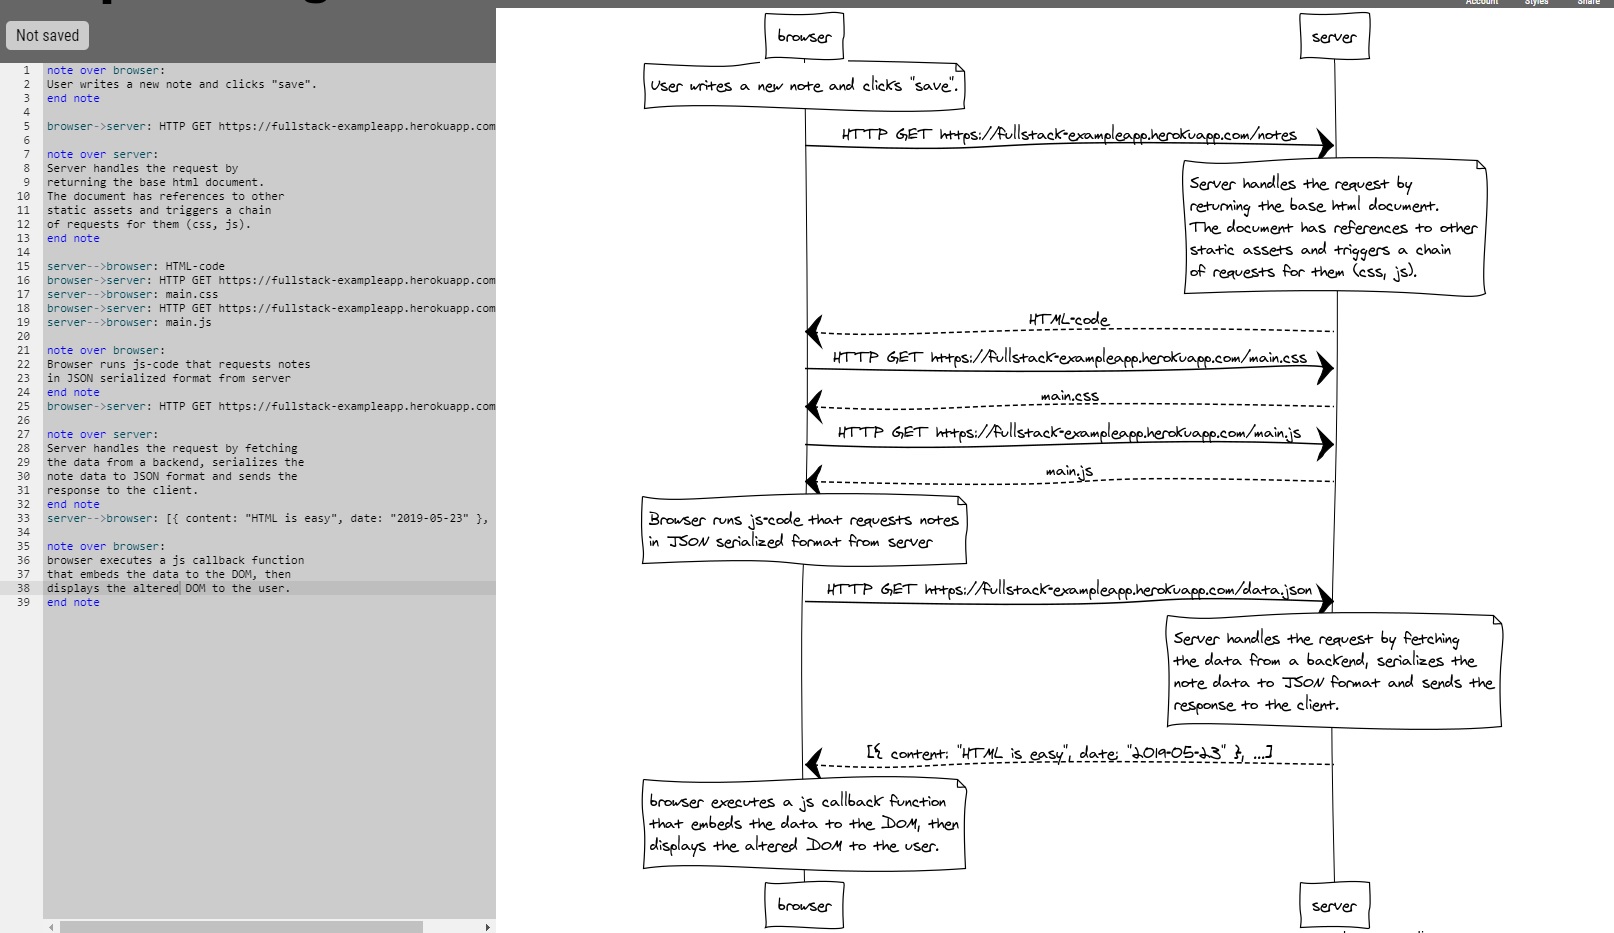 Account Styles Share
Not saved
1 note over browser:
2 User writes a new note and clicks "save".
3 end note
4
5 browser->server: HTTP GET https://fullstack-exampleapp.herokuapp.com
6
7 note over server:
8 Server handles the request by
9 returning the base html document.
10 The document has references to other
11 static assets and triggers a chain
12 of requests for them (css, js).
13 end note
14
15 server-->browser: HTML-code
16 browser->server: HTTP GET https://fullstack-exampleapp.herokuapp.com
17 server-->browser: main.css
18 browser->server: HTTP GET https://fullstack-exampleapp.herokuapp.com
19 server-->browser: main.js
20
21 note over browser:
22 Browser runs js-code that requests notes
23 in JSON serialized format from server
24 end note
25 browser->server: HTTP GET https://fullstack-exampleapp.herokuapp.com
26
27 note over server:
28 Server handles the request by fetching
29 the data from a backend, serializes the
30 note data to JSON format and sends the
31 response to the client.
32 end note
33 server-->browser: [{ content: "HTML is easy", date: "2019-05-23" },
34
35 note over browser:
36 browser executes a js callback function
37 that embeds the data to the DOM, then
38 displays the altered DOM to the user.
39 end note
browser
server
User writes a new note and clicks "save".
HTTP GET https://fullstack-exampleapp.herokuapp.com/notes
Server handles the request by
returning the base html document.
The document has references to other
static assets and triggers a chain
of requests for them (css, js).
HTML-code
HTTP GET https://fullstack-exampleapp.herokuapp.com/main.css
main.css
HTTP GET https://fullstack-exampleapp.herokuapp.com/main.js
main.js
Browser runs js-code that requests notes
in JSON serialized format from server
HTTP GET https://fullstack-exampleapp.herokuapp.com/data.json
Server handles the request by fetching
the data from a backend, serializes the
note data to JSON format and sends the
response to the client.
[{ content: "HTML is easy", date: "2019-05-23" }, ...]
browser executes a js callback function
that embeds the data to the DOM, then
displays the altered DOM to the user.
browser
server